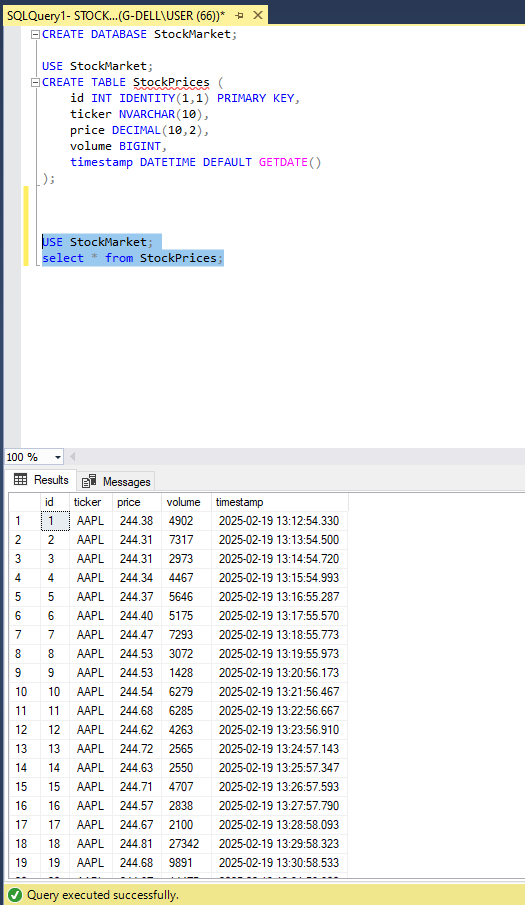 SQLQuery1- STOCK...(G-DELL\USER (66))*
CREATE DATABASE StockMarket;
USE StockMarket;
CREATE TABLE StockPrices (
id INT IDENTITY(1,1) PRIMARY KEY,
ticker NVARCHAR(10),
price DECIMAL(10,2),
volume BIGINT,
timestamp DATETIME DEFAULT GETDATE()
);
USE StockMarket;
select * from StockPrices;
100 %
Results Messages
id ticker price volume timestamp
1 1 AAPL 244.38 4902 2025-02-19 13:12:54.330
2 2 AAPL 244.31 7317 2025-02-19 13:13:54.500
3 3 AAPL 244.31 2973 2025-02-19 13:14:54.720
4 4 AAPL 244.34 4467 2025-02-19 13:15:54.993
5 5 AAPL 244.37 5646 2025-02-19 13:16:55.287
6 6 AAPL 244.40 5175 2025-02-19 13:17:55.570
7 7 AAPL 244.47 7293 2025-02-19 13:18:55.773
8 8 AAPL 244.53 3072 2025-02-19 13:19:55.973
9 9 AAPL 244.53 1428 2025-02-19 13:20:56.173
10 10 AAPL 244.54 6279 2025-02-19 13:21:56.467
11 11 AAPL 244.68 6285 2025-02-19 13:22:56.667
12 12 AAPL 244.62 4263 2025-02-19 13:23:56.910
13 13 AAPL 244.72 2565 2025-02-19 13:24:57.143
14 14 AAPL 244.63 2550 2025-02-19 13:25:57.347
15 15 AAPL 244.71 4707 2025-02-19 13:26:57.593
16 16 AAPL 244.57 2838 2025-02-19 13:27:57.790
17 17 AAPL 244.67 2100 2025-02-19 13:28:58.093
18 18 AAPL 244.81 27342 2025-02-19 13:29:58.323
19 19 AAPL 244.68 9891 2025-02-19 13:30:58.533
Query executed successfully.